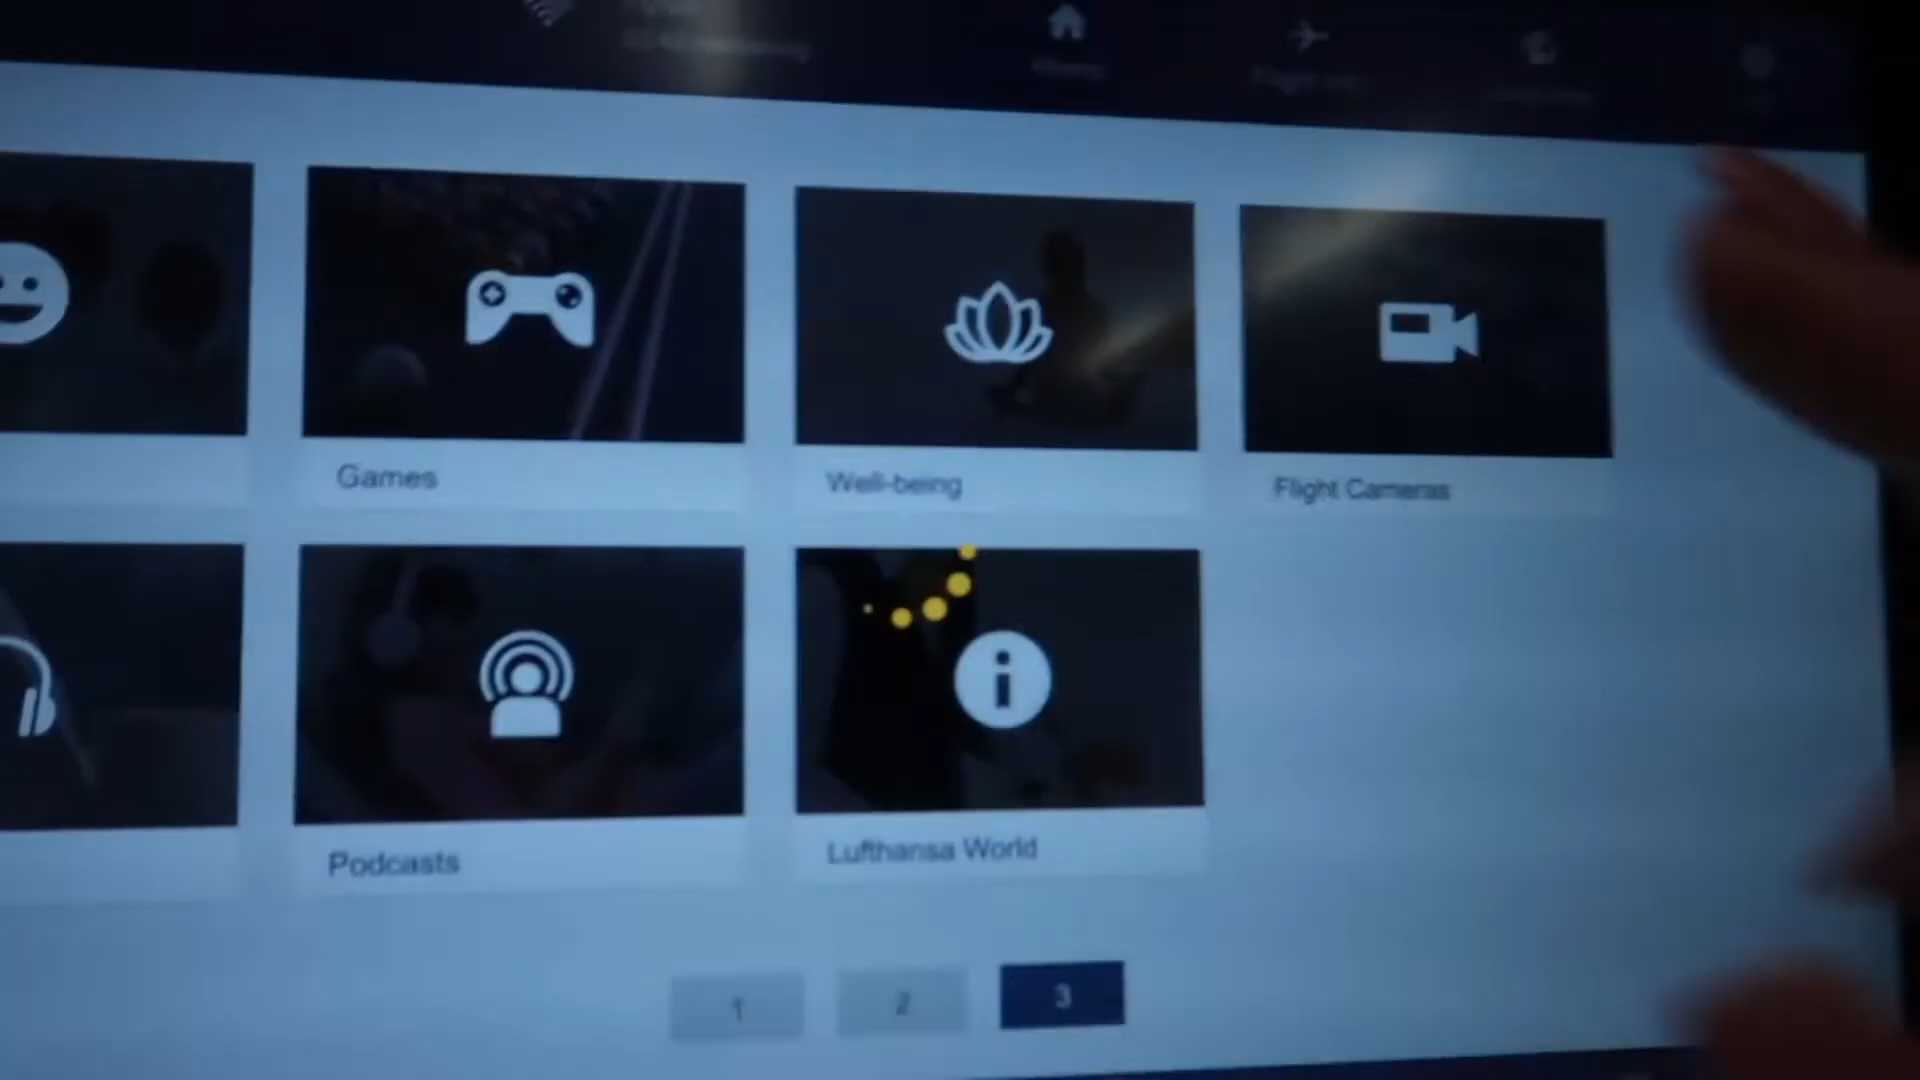 Games
Well-being
Flight Cameras
Podcasts
Lufthansa World
1
2
3